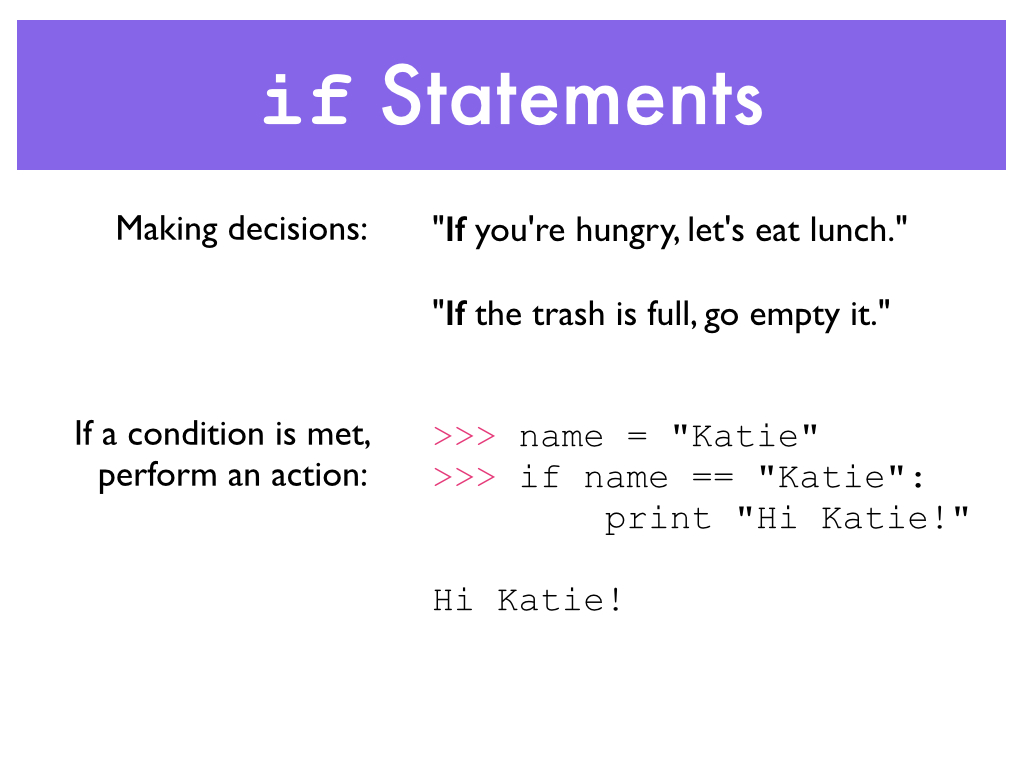 if Statements
Making decisions:
"If you're hungry, let's eat lunch."
"If the trash is full, go empty it."
If a condition is met,
perform an action:
>>> name = "Katie"
>>> if name == "Katie":
        print "Hi Katie!"
Hi Katie!